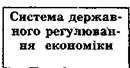 Система держав-
ного регулюван-
ня економіки